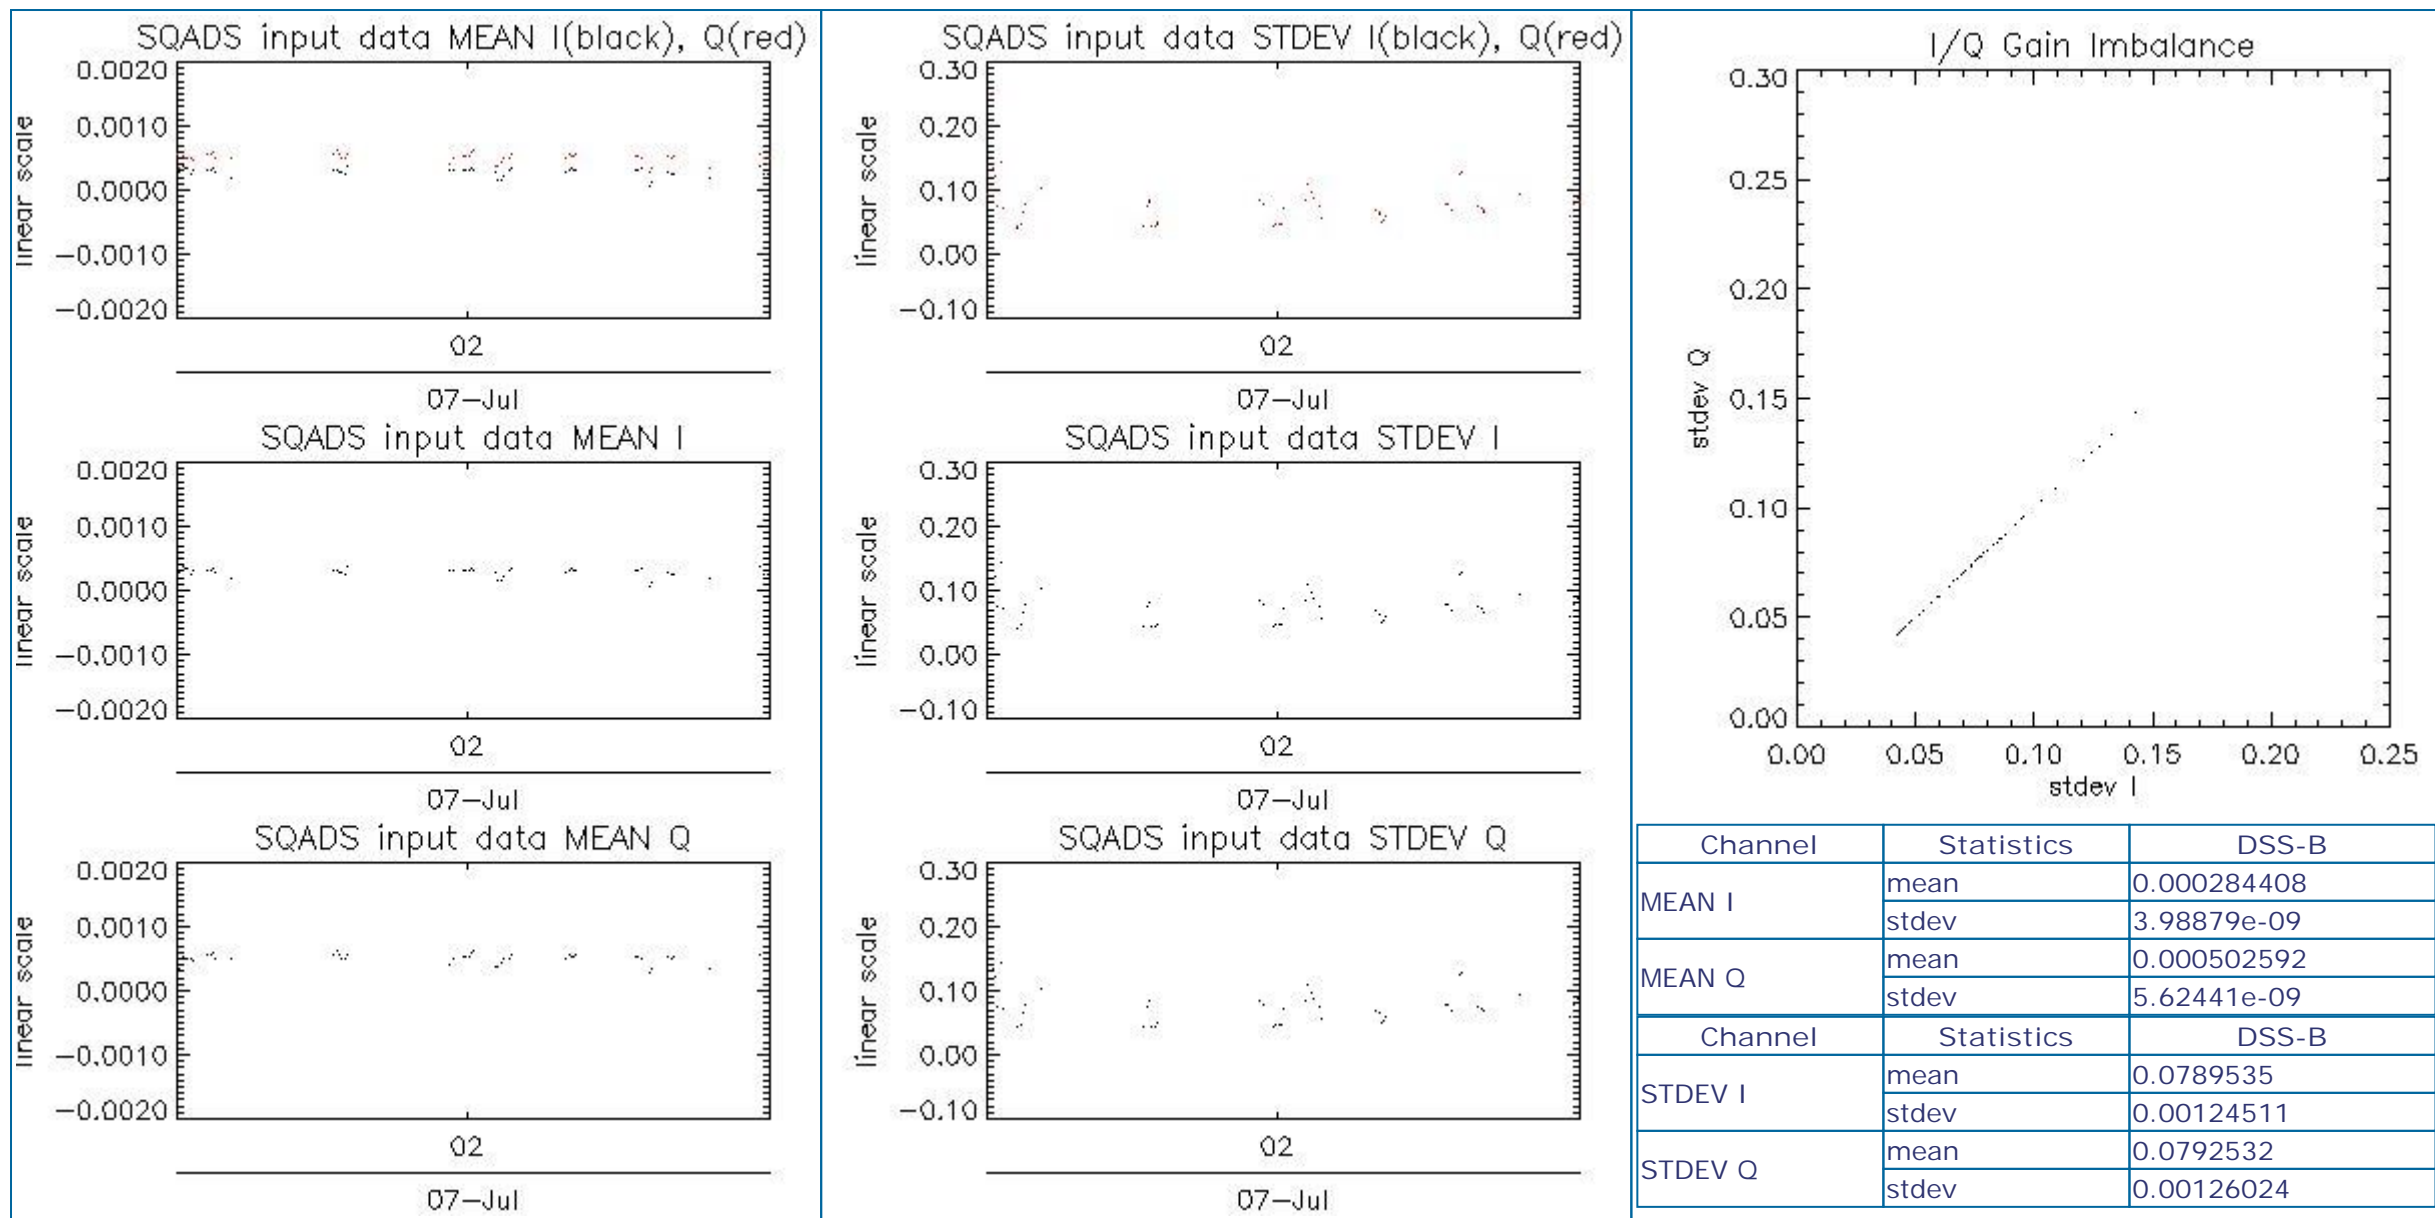 SQADS input data MEAN I(black), Q(red)
linear scale
0.0020
0.0010
0.0000
-0.0010
-0.0020
02
07-Jul
SQADS input data MEAN I
linear scale
0.0020
0.0010
0.0000
-0.0010
-0.0020
02
07-Jul
SQADS input data MEAN Q
linear scale
0.0020
0.0010
0.0000
-0.0010
-0.0020
02
07-Jul
SQADS input data STDEV I(black), Q(red)
linear scale
0.30
0.20
0.10
0.00
-0.10
02
07-Jul
SQADS input data STDEV I
linear scale
0.30
0.20
0.10
0.00
-0.10
02
07-Jul
SQADS input data STDEV Q
linear scale
0.30
0.20
0.10
0.00
-0.10
02
07-Jul
I/Q Gain Imbalance
stdev Q
0.30
0.25
0.20
0.15
0.10
0.05
0.00
0.00 0.05 0.10 0.15 0.20 0.25
stdev I
Channel Statistics DSS-B
MEAN I mean 0.000284408
stdev 3.98879e-09
MEAN Q mean 0.000502592
stdev 5.62441e-09
Channel Statistics DSS-B
STDEV I mean 0.0789535
stdev 0.00124511
STDEV Q mean 0.0792532
stdev 0.00126024